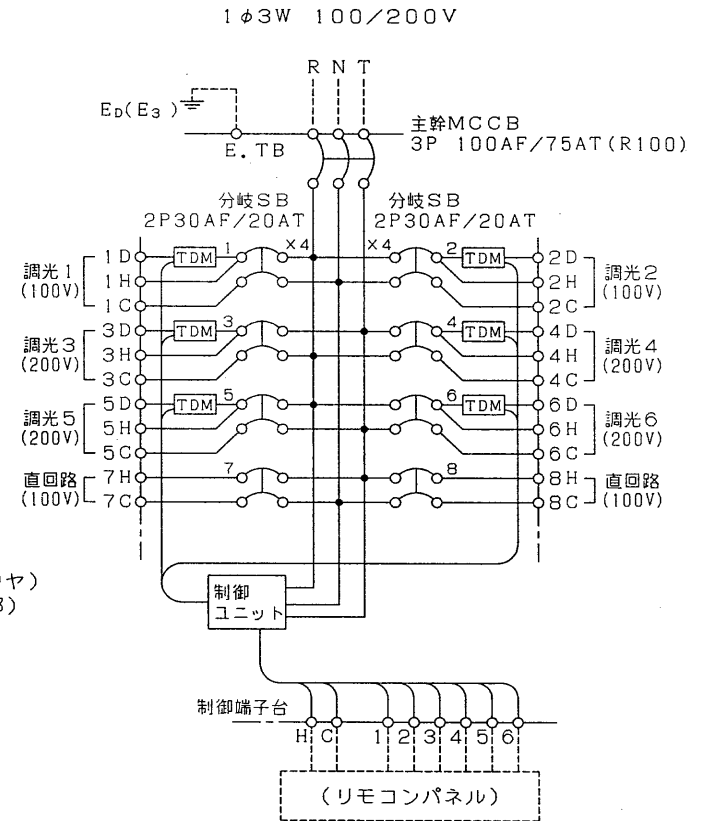 1φ3W 100/200V
R N T
ED(E3)
E. TB
主幹MCCB
3P 100AF/75AT(R100)
分岐SB
2P30AF/20AT
分岐SB
2P30AF/20AT
×4
×4
調光1
(100V)
1D
1H
1C
TDM
1
2
TDM
2D
2H
2C
調光2
(100V)
調光3
(200V)
3D
3H
3C
TDM
3
4
TDM
4D
4H
4C
調光4
(200V)
調光5
(200V)
5D
5H
5C
TDM
5
6
TDM
6D
6H
6C
調光6
(200V)
直回路
(100V)
7H
7C
7
8
8H
8C
直回路
(100V)
ヤ)
)
制御
ユニット
制御端子台
H C 1 2 3 4 5 6
(リモコンパネル)